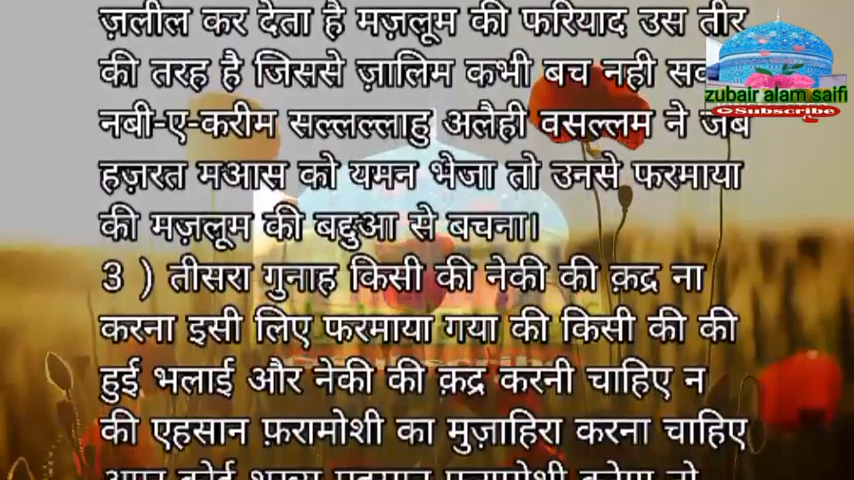 ज़लील कर देता है मज़लूम की फरियाद उस तीर
की तरह है जिससे ज़ालिम कभी बच नही
नबी-ए-करीम सल्लल्लाहु अलैही वसल्लम ने जब
हज़रत मआस को यमन भेजा तो उनसे फरमाया
की मज़लूम की बद्दुआ से बचना।
3 ) तीसरा गुनाह किसी की नेकी की क़द्र ना
करना इसी लिए फरमाया गया की किसी की की
हुई भलाई और नेकी की क़द्र करनी चाहिए न
की एहसान फ़रामोशी का मुज़ाहिरा करना चाहिए
zubair alam saifi
Subscribe